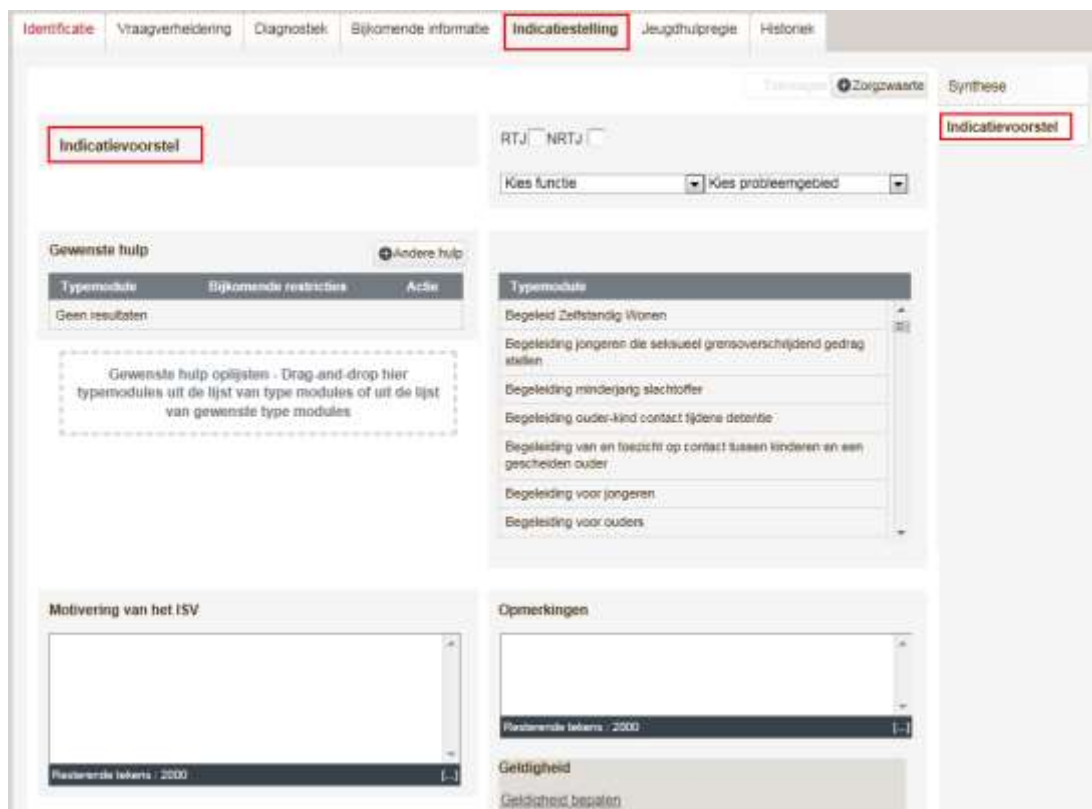 Identificatie Vraagverheldering Diagnostiek Bijkomende informatie Indicatiestelling Jeugdhulpregie Historiek
Toevoegen Zorgzwaarte
Synthese
Indicatievoorstel
Indicatievoorstel
RTJ NRTJ
Kies functie Kies probleemgebied
Gewenste hulp
Andere hulp
Typemodule Bijkomende restricties Actie
Geen resultaten
Gewenste hulp oplijsten - Drag-and-drop hier
typemodules uit de lijst van type modules of uit de lijst
van gewenste type modules
Typemodule
Begeleid Zelfstandig Wonen
Begeleiding jongeren die seksueel grensoverschrijdend gedrag
stellen
Begeleiding minderjarig slachtoffer
Begeleiding ouder-kind contact tijdens detentie
Begeleiding van en toezicht op contact tussen kinderen en een
gescheiden ouder
Begeleiding voor jongeren
Begeleiding voor ouders
Motivering van het ISV
Resterende tekens : 2000 [...]
Opmerkingen
Resterende tekens : 2000 [...]
Geldigheid
Geldigheid bepalen